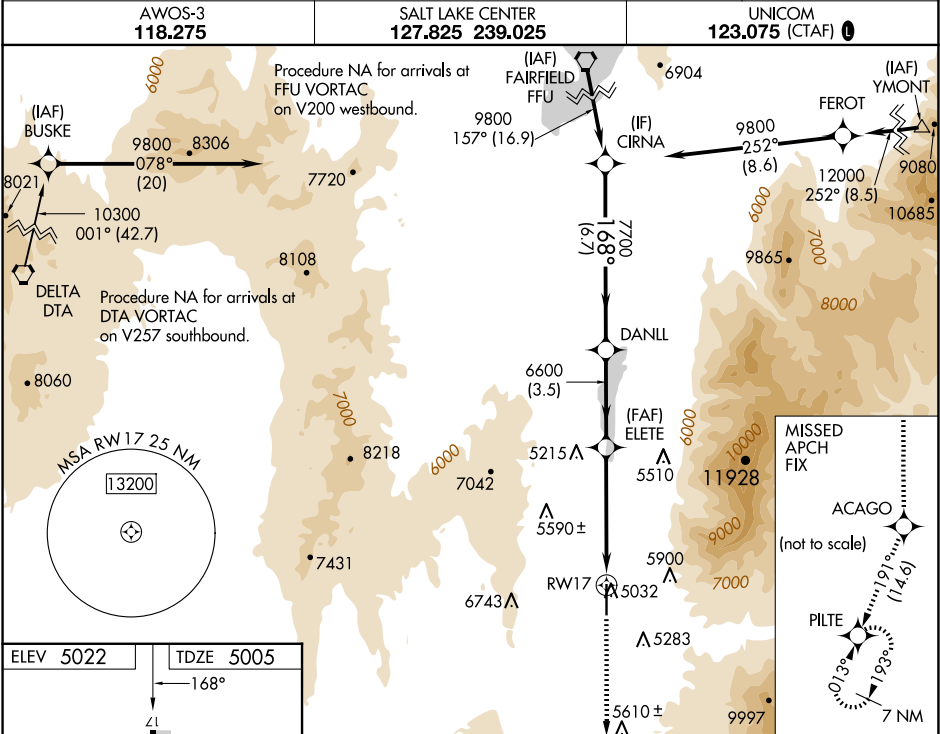 AWOS-3
118.275
SALT LAKE CENTER
127.825 239.025
UNICOM
123.075 (CTAF) L
6000
Procedure NA for arrivals at
FFU VORTAC
on V200 westbound.
(IAF)
FAIRFIELD
FFU
6904
(IAF)
YMONT
FEROT
(IAF)
BUSKE
9800
157° (16.9)
(IF)
CIRNA
9800
078°
(20)
8306
9800
252°
(8.6)
12000
252° (8.5)
9080
8021
7720
10685
10300
001° (42.7)
6000
7700
168°
(6.7)
7000
9865
8108
DELTA
DTA
Procedure NA for arrivals at
DTA VORTAC
on V257 southbound.
8000
DANLL
8060
6600
(3.5)
7000
(FAF)
ELETE
6000
MISSED
APCH
FIX
MSA RW17 25 NM
13200
8218
6000
7042
5215
5510
10000
11928
ACAGO
5590±
9000
(not to scale)
7431
5900
7000
191°
(14.6)
RW17
5032
6743
PILTE
5283
013°
193°
7 NM
ELEV 5022
TDZE 5005
168°
17
5610±
9997